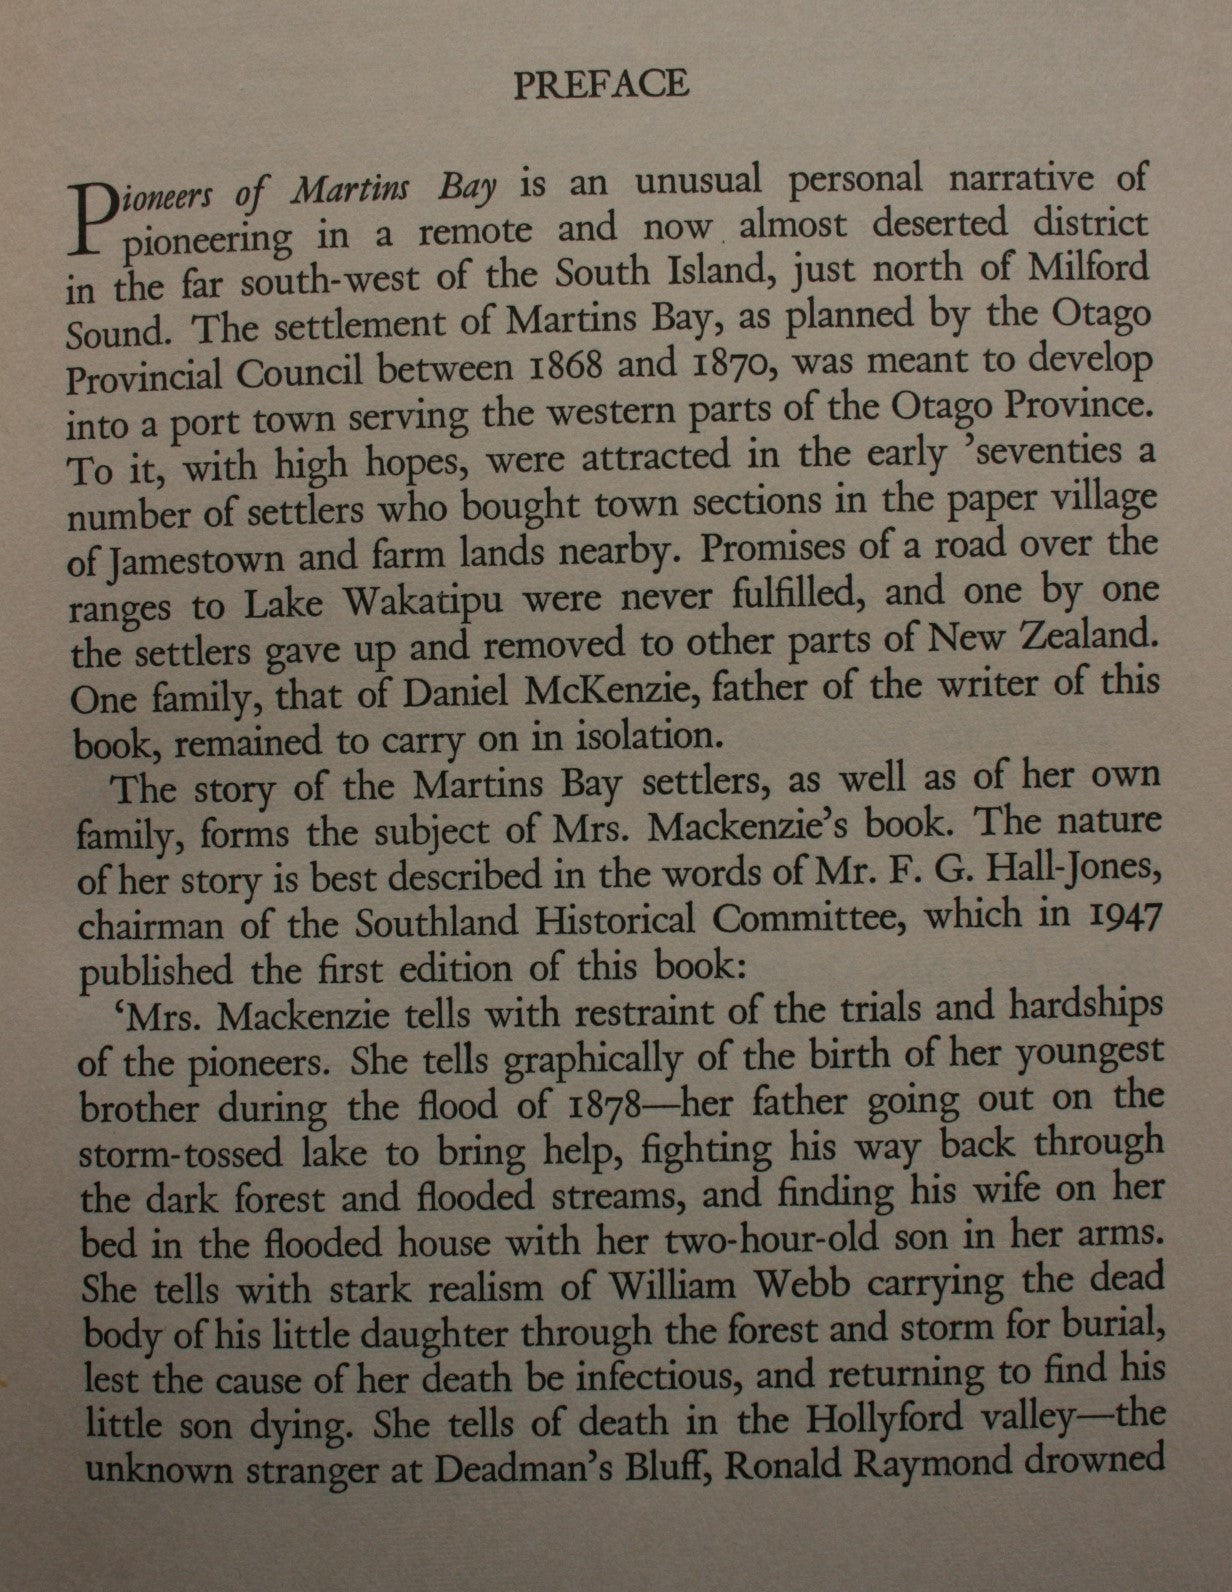 PREFACE
Pioneers of Martins Bay is an unusual personal narrative of
pioneering in a remote and now almost deserted district
in the far south-west of the South Island, just north of Milford
Sound. The settlement of Martins Bay, as planned by the Otago
Provincial Council between 1868 and 1870, was meant to develop
into a port town serving the western parts of the Otago Province.
To it, with high hopes, were attracted in the early ’seventies a
number of settlers who bought town sections in the paper village
of Jamestown and farm lands nearby. Promises of a road over the
ranges to Lake Wakatipu were never fulfilled, and one by one
the settlers gave up and removed to other parts of New Zealand.
One family, that of Daniel McKenzie, father of the writer of this
book, remained to carry on in isolation.
The story of the Martins Bay settlers, as well as of her own
family, forms the subject of Mrs. Mackenzie’s book. The nature
of her story is best described in the words of Mr. F. G. Hall-Jones,
chairman of the Southland Historical Committee, which in 1947
published the first edition of this book:
‘Mrs. Mackenzie tells with restraint of the trials and hardships
of the pioneers. She tells graphically of the birth of her youngest
brother during the flood of 1878—her father going out on the
storm-tossed lake to bring help, fighting his way back through
the dark forest and flooded streams, and finding his wife on her
bed in the flooded house with her two-hour-old son in her arms.
She tells with stark realism of William Webb carrying the dead
body of his little daughter through the forest and storm for burial,
lest the cause of her death be infectious, and returning to find his
little son dying. She tells of death in the Hollyford valley—the
unknown stranger at Deadman’s Bluff, Ronald Raymond drowned